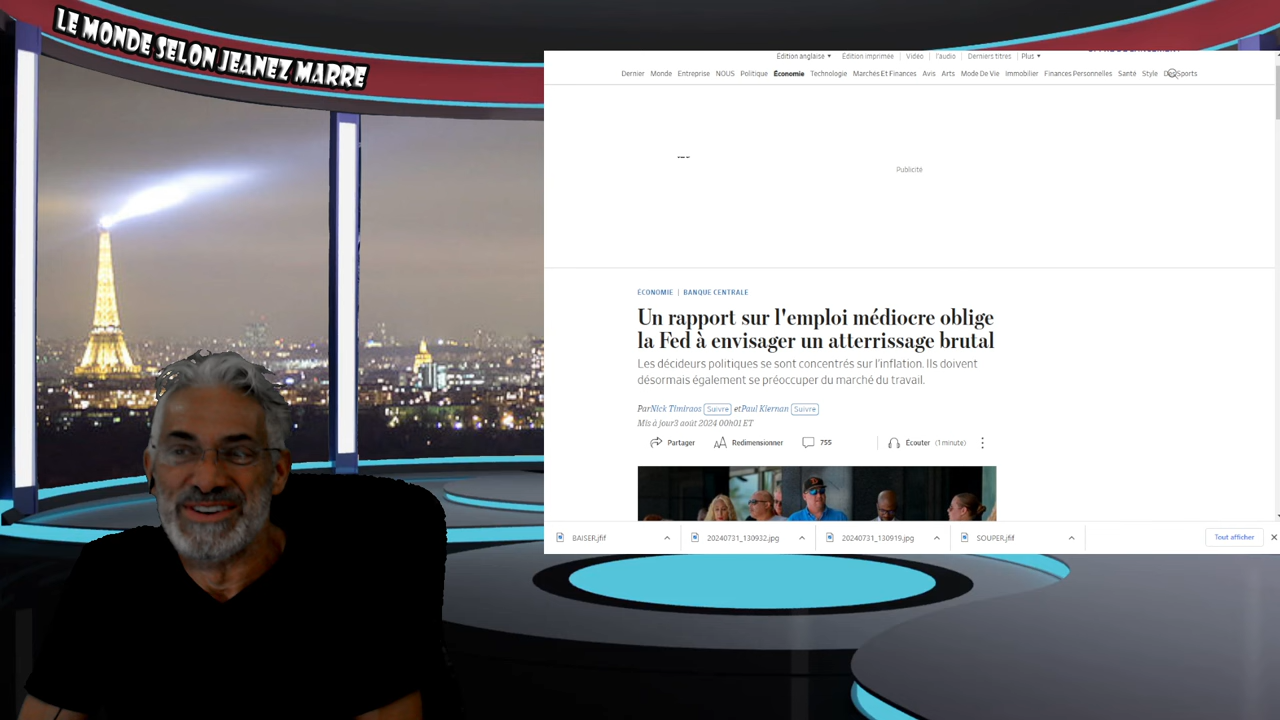 LE MONDE SELON JEANEZ MARRE
Edition anglaise Edition imprimée Vidéo l'audio Derniers titres Plus
Dernier Monde Entreprise NOUS Politique Économie Technologie Marchés Et Finances Avis Arts Mode De Vie Immobilier Finances Personnelles Santé Style Des Sports
Publicité
ÉCONOMIE | BANQUE CENTRALE
Un rapport sur l'emploi médiocre oblige
la Fed à envisager un atterrissage brutal
Les décideurs politiques se sont concentrés sur l'inflation. Ils doivent
désormais également se préoccuper du marché du travail.
ParNick Timiraos Suivre etPaul Kiernan Suivre
Mis à jour3 août 2024 00h01 ET
Partager Redimensionner 755 Écouter (1 minute)
BAISER.jfif 20240731_130932.jpg 20240731_130919.jpg SOUPER.jfif Tout afficher